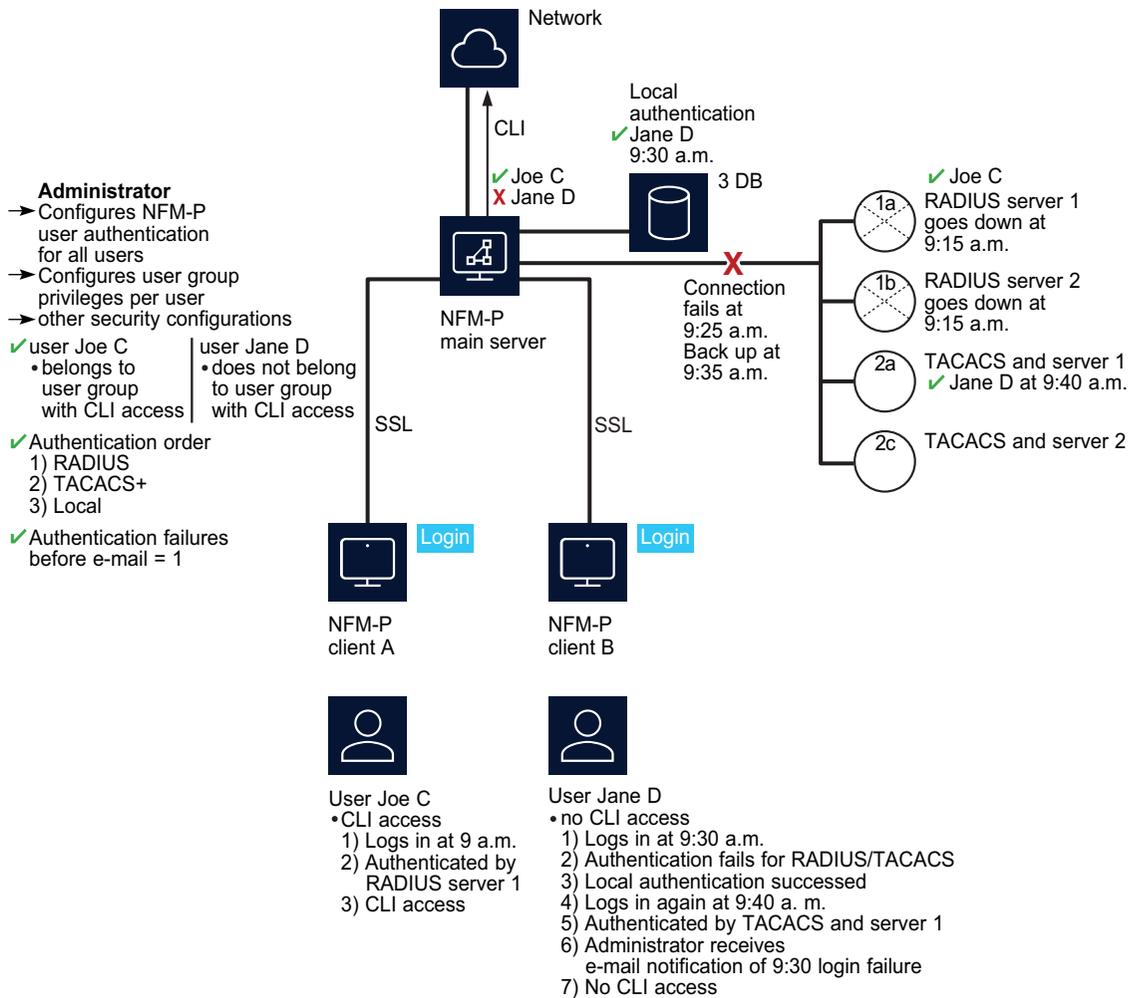 Network
CLI
✓ Joe C
X Jane D
Local
authentication
✓ Jane D
9:30 a.m.
3 DB
Administrator
→ Configures NFM-P
user authentication
for all users
→ Configures user group
privileges per user
→ other security configurations
✓ user Joe C
• belongs to
user group
with CLI access
user Jane D
• does not belong
to user group
with CLI access
✓ Authentication order
1) RADIUS
2) TACACS+
3) Local
✓ Authentication failures
before e-mail = 1
NFM-P
main server
X
Connection
fails at
9:25 a.m.
Back up at
9:35 a.m.
✓ Joe C
1a
RADIUS server 1
goes down at
9:15 a.m.
1b
RADIUS server 2
goes down at
9:15 a.m.
2a
TACACS and server 1
✓ Jane D at 9:40 a.m.
2c
TACACS and server 2
SSL
SSL
Login
Login
NFM-P
client A
NFM-P
client B
User Joe C
• CLI access
1) Logs in at 9 a.m.
2) Authenticated by
RADIUS server 1
3) CLI access
User Jane D
• no CLI access
1) Logs in at 9:30 a.m.
2) Authentication fails for RADIUS/TACACS
3) Local authentication successed
4) Logs in again at 9:40 a. m.
5) Authenticated by TACACS and server 1
6) Administrator receives
e-mail notification of 9:30 login failure
7) No CLI access